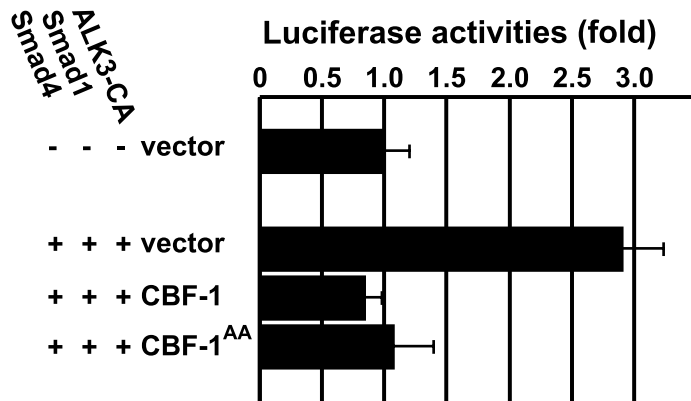 Luciferase activities (fold)
Smad4
Smad1
ALK3-CA
0 0.5 1.0 1.5 2.0 2.5 3.0
- - - vector
+ + + vector
+ + + CBF-1
+ + + CBF-1AA